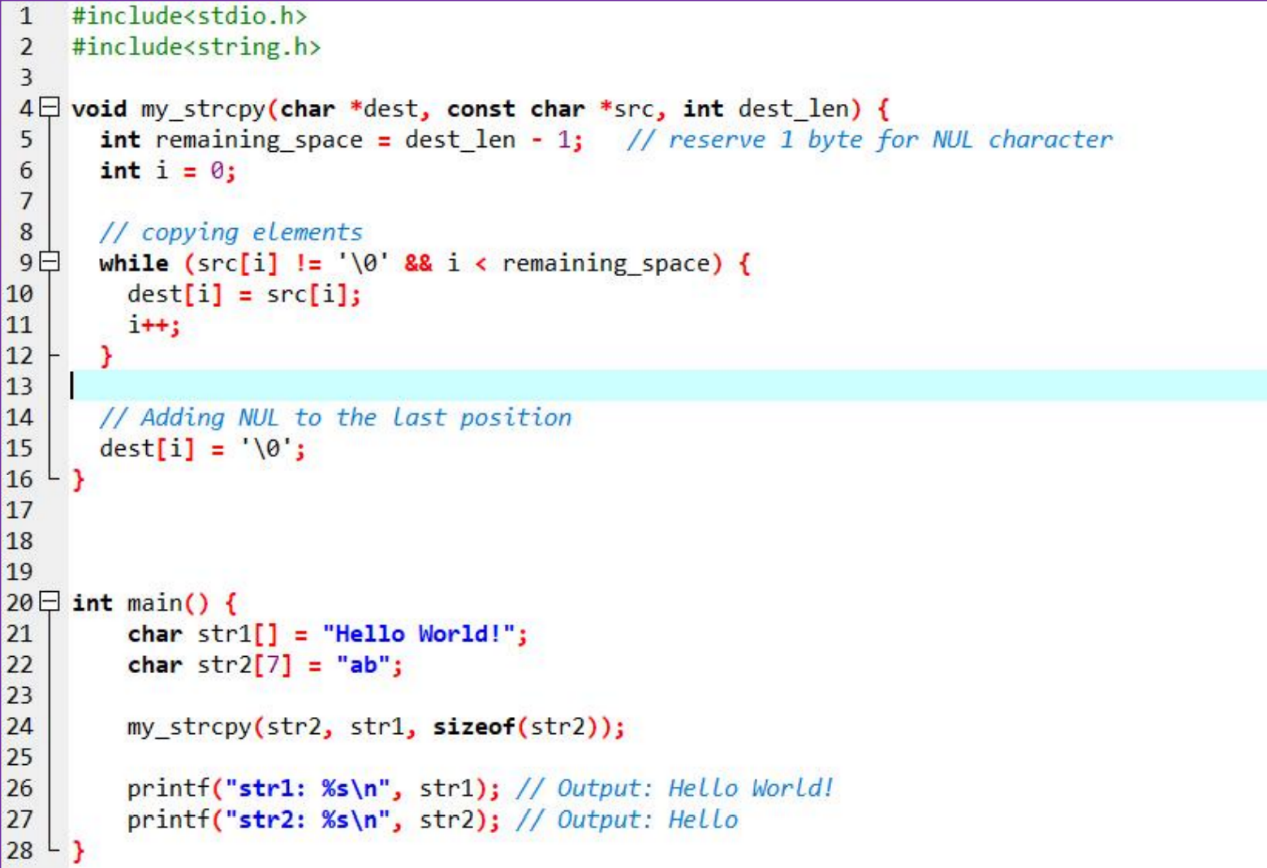 1 #include<stdio.h>
2 #include<string.h>
3
4 void my_strcpy(char *dest, const char *src, int dest_len) {
5   int remaining_space = dest_len - 1;   // reserve 1 byte for NUL character
6   int i = 0;
7
8   // copying elements
9   while (src[i] != '\0' && i < remaining_space) {
10     dest[i] = src[i];
11     i++;
12   }
13
14   // Adding NUL to the last position
15   dest[i] = '\0';
16 }
17
18
19
20 int main() {
21     char str1[] = "Hello World!";
22     char str2[7] = "ab";
23
24     my_strcpy(str2, str1, sizeof(str2));
25
26     printf("str1: %s\n", str1); // Output: Hello World!
27     printf("str2: %s\n", str2); // Output: Hello
28 }